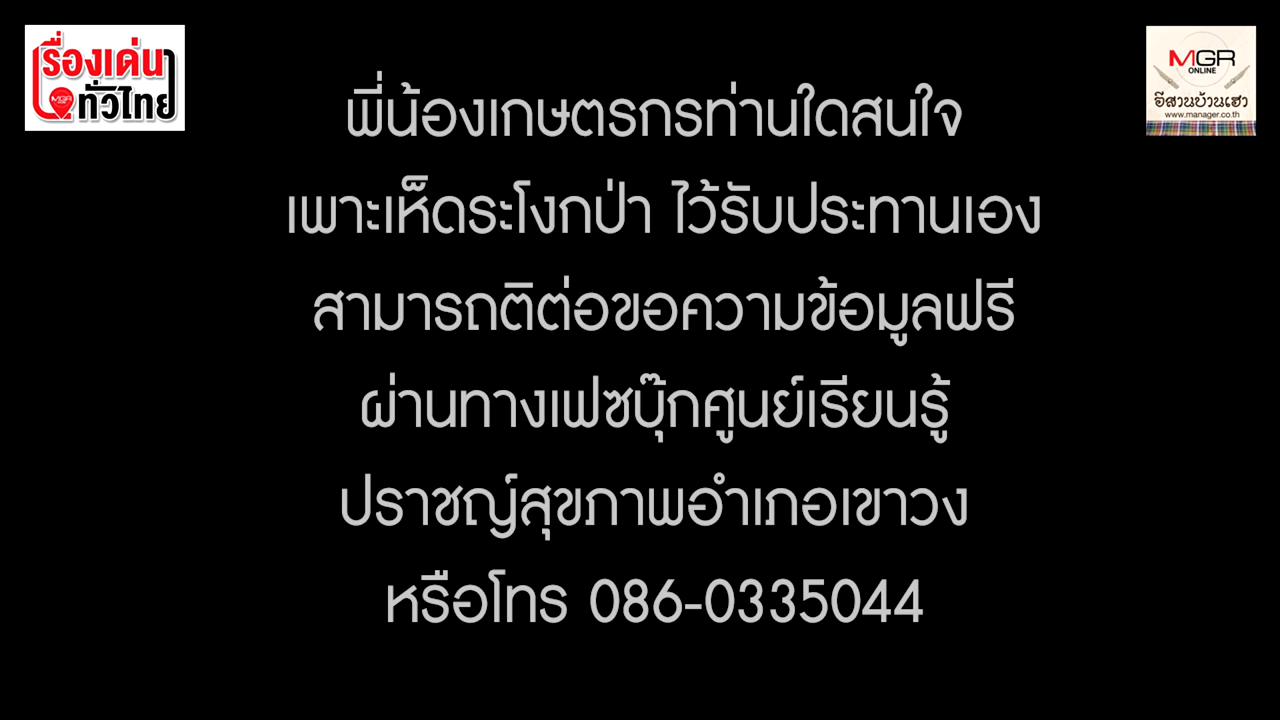 เรื่องเด่น
MGR
ทั่วไทย
MGR
ONLINE
อีสานบ้านเฮา
www.manager.co.th
พี่น้องเกษตรกรท่านใดสนใจ
เพาะเห็ดระโงกป่า ไว้รับประทานเอง
สามารถติต่อขอความข้อมูลฟรี
ผ่านทางเฟซบุ๊กศูนย์เรียนรู้
ปราชญ์สุขภาพอำเภอเขาวง
หรือโทร 086-0335044